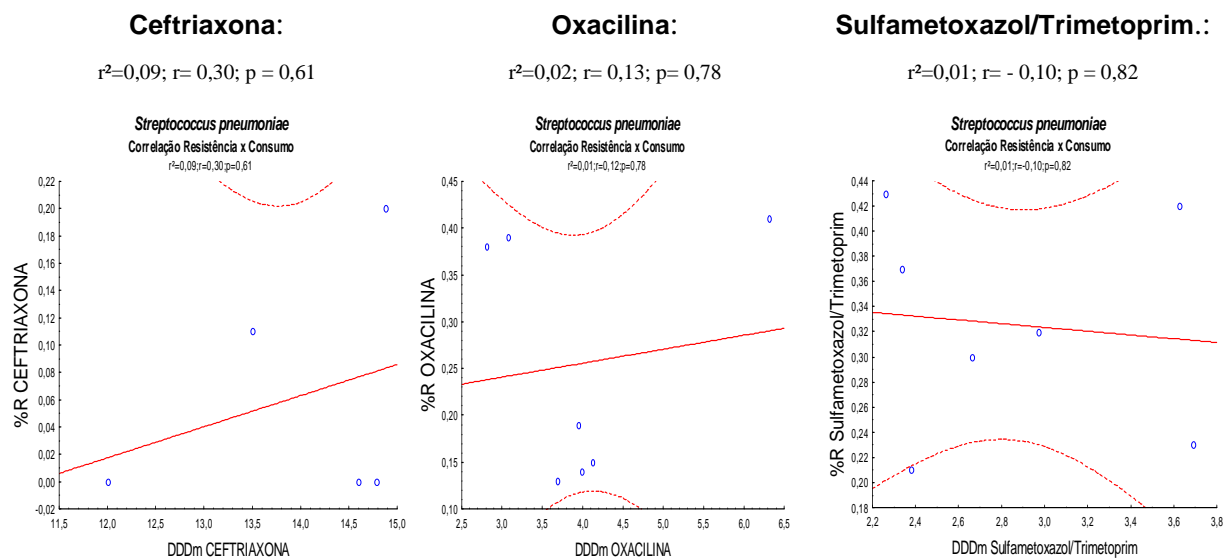 Ceftriaxona:
r²=0,09; r= 0,30; p = 0,61
Streptococcus pneumoniae
Correlação Resistência x Consumo
r²=0,09;r=0,30;p=0,61
%R CEFTRIAXONA
0,22
0,20
0,18
0,16
0,14
0,12
0,10
0,08
0,06
0,04
0,02
0,00
-0,02
11,5 12,0 12,5 13,0 13,5 14,0 14,5 15,0
DDDm CEFTRIAXONA
Oxacilina:
r²=0,02; r= 0,13; p= 0,78
Streptococcus pneumoniae
Correlação Resistência x Consumo
r²=0,01;r=0,12;p=0,78
%R OXACILINA
0,45
0,40
0,35
0,30
0,25
0,20
0,15
0,10
2,5 3,0 3,5 4,0 4,5 5,0 5,5 6,0 6,5
DDDm OXACILINA
Sulfametoxazol/Trimetoprim.:
r²=0,01; r= - 0,10; p = 0,82
Streptococcus pneumoniae
Correlação Resistência x Consumo
r²=0,01;r=-0,10;p=0,82
%R Sulfametoxazol/Trimetoprim
0,44
0,42
0,40
0,38
0,36
0,34
0,32
0,30
0,28
0,26
0,24
0,22
0,20
0,18
2,2 2,4 2,6 2,8 3,0 3,2 3,4 3,6 3,8
DDDm Sulfametoxazol/Trimetoprim